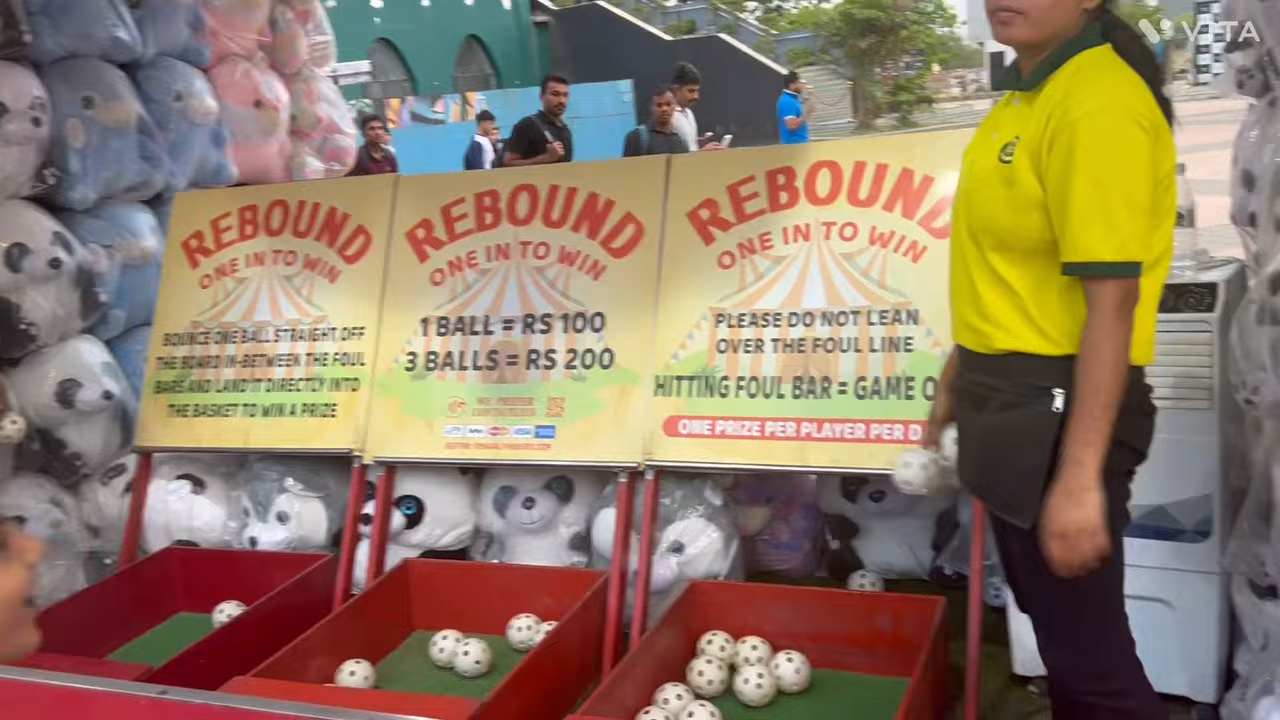 VITA
REBOUND
ONE IN TO WIN
BOUNCE ONE BALL STRAIGHT OFF
THE BOARD IN-BETWEEN THE FOUL
BARS AND LAND IT DIRECTLY INTO
THE BASKET TO WIN A PRIZE
REBOUND
ONE IN TO WIN
1 BALL = RS 100
3 BALLS = RS 200
VISA
REBOUND
ONE IN TO WIN
PLEASE DO NOT LEAN
OVER THE FOUL LINE
HITTING FOUL BAR = GAME O
ONE PRIZE PER PLAYER PER D